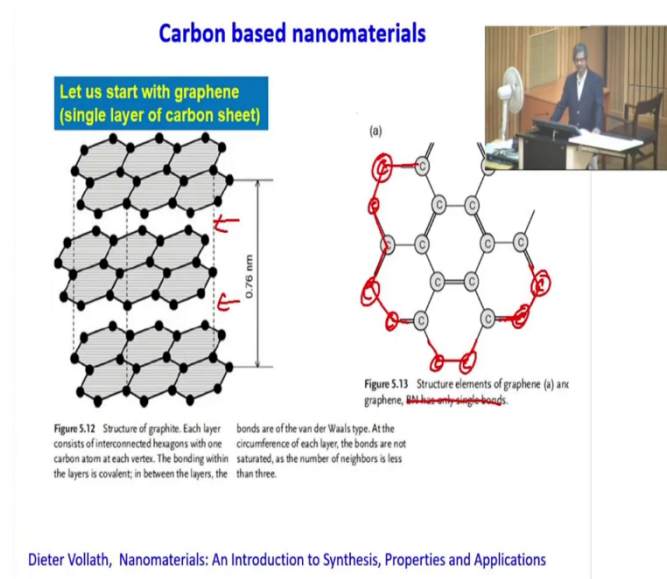 Carbon based nanomaterials
Let us start with graphene
(single layer of carbon sheet)
0.76 nm
(a)
C
C C
C C C C
C C
C C
Figure 5.12 Structure of graphite. Each layer
consists of interconnected hexagons with one
carbon atom at each vertex. The bonding within
the layers is covalent; in between the layers, the
bonds are of the van der Waals type. At the
circumference of each layer, the bonds are not
saturated, as the number of neighbors is less
than three.
Figure 5.13 Structure elements of graphene (a) and
graphene, BN has only single bonds.
Dieter Vollath, Nanomaterials: An Introduction to Synthesis, Properties and Applications